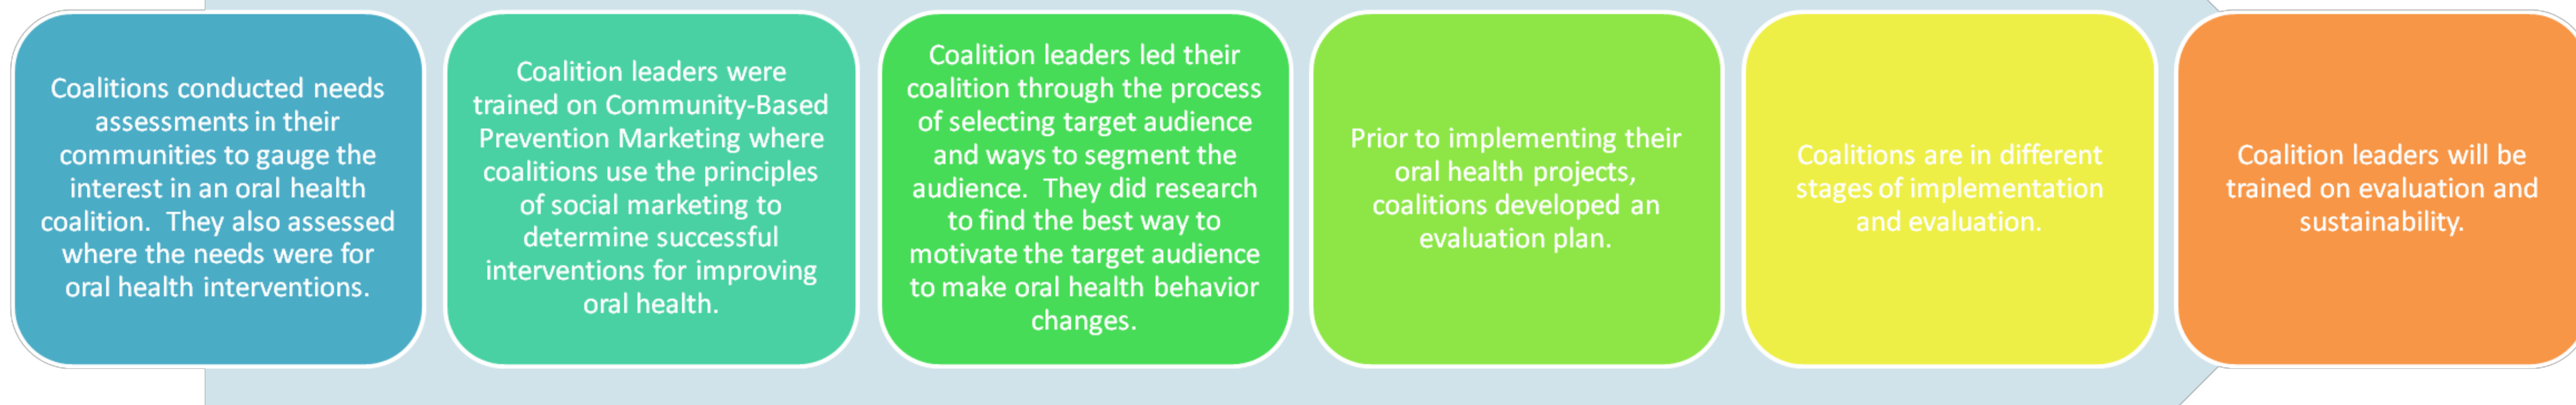 Coalitions conducted needs
assessments in their
communities to gauge the
interest in an oral health
coalition.  They also assessed
where the needs were for
oral health interventions.
Coalition leaders were
trained on Community-Based
Prevention Marketing where
coalitions use the principles
of social marketing to
determine successful
interventions for improving
oral health.
Coalition leaders led their
coalition through the process
of selecting target audience
and ways to segment the
audience.  They did research
to find the best way to
motivate the target audience
to make oral health behavior
changes.
Prior to implementing their
oral health projects,
coalitions developed an
evaluation plan.
Coalitions are in different
stages of implementation
and evaluation.
Coalition leaders will be
trained on evaluation and
sustainability.